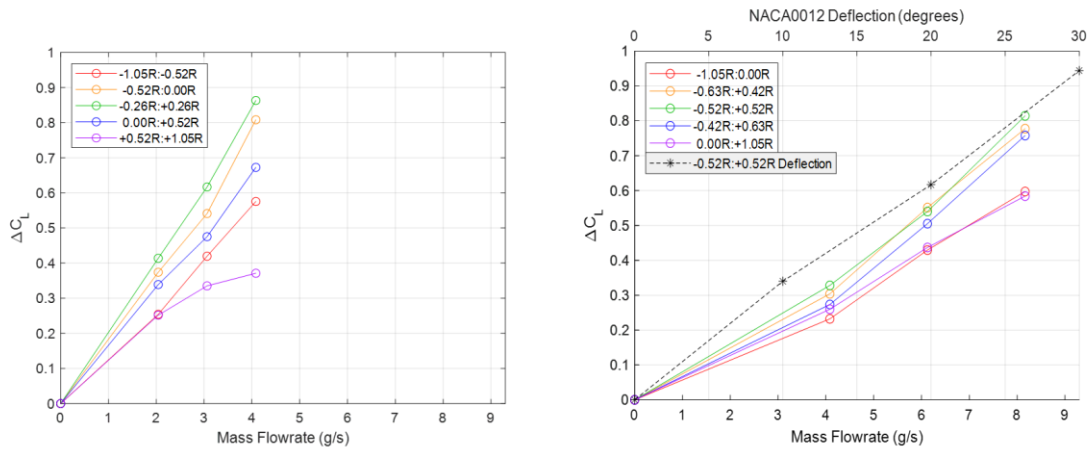 1
0.9
0.8
0.7
0.6
0.5
0.4
0.3
0.2
0.1
0
ΔC_L
-1.05R:-0.52R
-0.52R:0.00R
-0.26R:+0.26R
0.00R:+0.52R
+0.52R:+1.05R
0 1 2 3 4 5 6 7 8 9
Mass Flowrate (g/s)
NACA0012 Deflection (degrees)
0 5 10 15 20 25 30
1
0.9
0.8
0.7
0.6
0.5
0.4
0.3
0.2
0.1
0
ΔC_L
-1.05R:0.00R
-0.63R:+0.42R
-0.52R:+0.52R
-0.42R:+0.63R
0.00R:+1.05R
-0.52R:+0.52R Deflection
0 1 2 3 4 5 6 7 8 9
Mass Flowrate (g/s)